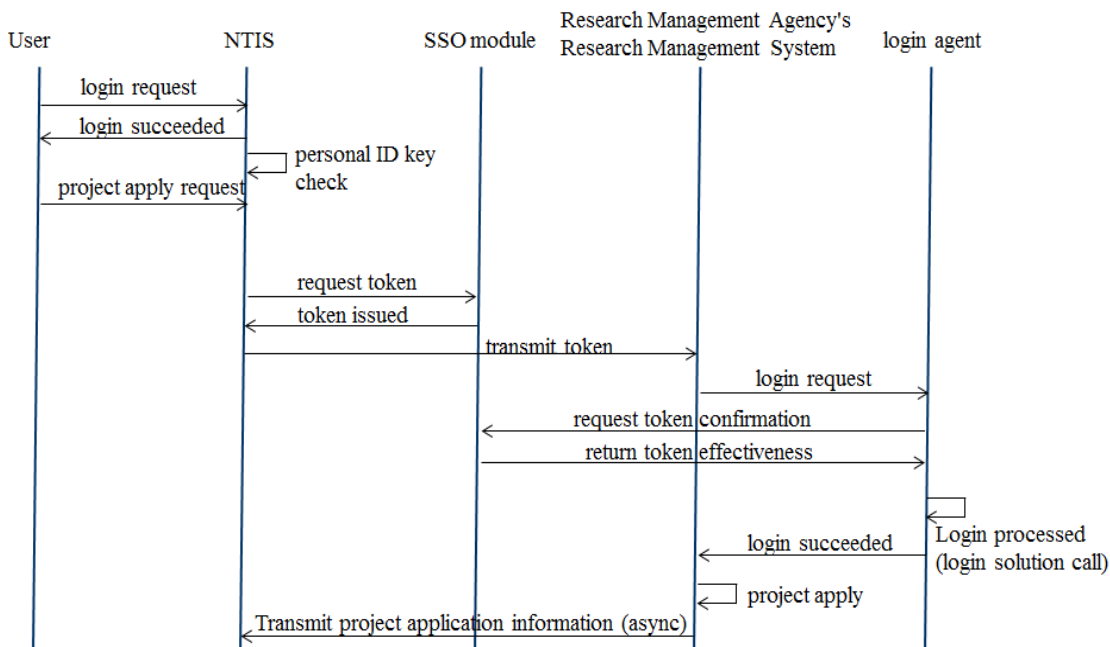 User
NTIS
SSO module
Research Management Agency's
Research Management System
login agent
login request
login succeeded
personal ID key
check
project apply request
request token
token issued
transmit token
login request
request token confirmation
return token effectiveness
Login processed
(login solution call)
login succeeded
project apply
Transmit project application information (async)